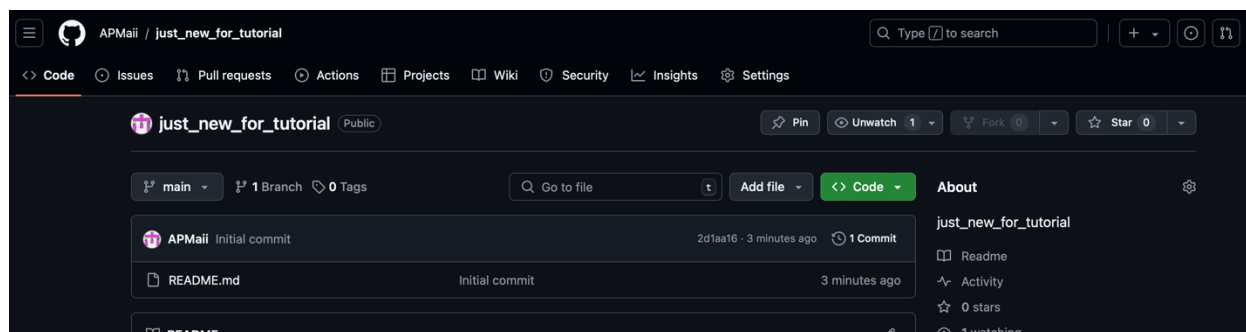 APMaii / just_new_for_tutorial
Type / to search
Code Issues Pull requests Actions Projects Wiki Security Insights Settings
just_new_for_tutorial Public
Pin Unwatch 1 Fork 0 Star 0
main 1 Branch 0 Tags
Go to file t Add file Code
About
just_new_for_tutorial
APMaii Initial commit 2d1aa16 · 3 minutes ago 1 Commit
README.md Initial commit 3 minutes ago
Readme
Activity
0 stars
1 watching
README